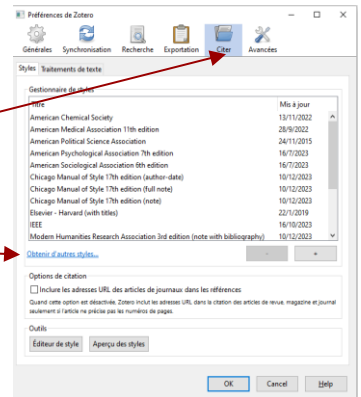 Préférences de Zotero
Générales Synchronisation Recherche Exportation Citer Avancées
Styles Traitements de texte
Gestionnaire de styles
Titre Mis à jour
American Chemical Society 13/11/2022
American Medical Association 11th edition 28/9/2022
American Political Science Association 24/11/2015
American Psychological Association 7th edition 16/7/2023
American Sociological Association 6th edition 16/7/2023
Chicago Manual of Style 17th edition (author-date) 10/12/2023
Chicago Manual of Style 17th edition (full note) 10/12/2023
Chicago Manual of Style 17th edition (note) 10/12/2023
Elsevier - Harvard (with titles) 22/1/2019
IEEE 16/10/2023
Modern Humanities Research Association 3rd edition (note with bibliography) 10/12/2023
Obtenir d'autres styles... - +
Options de citation
Inclure les adresses URL des articles de journaux dans les références
Quand cette option est désactivée, Zotero inclut les adresses URL dans la citation des articles de revue, magazine et journal
seulement si l'article ne précise pas les numéros de pages.
Outils
Éditeur de style Aperçu des styles
OK Cancel Help